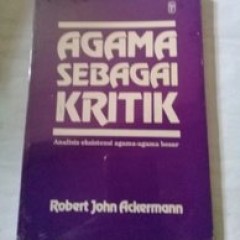 AGAMA
SEBAGAI
KRITIK
Analisis eksistensi agama-agama besar
Robert John Ackermann